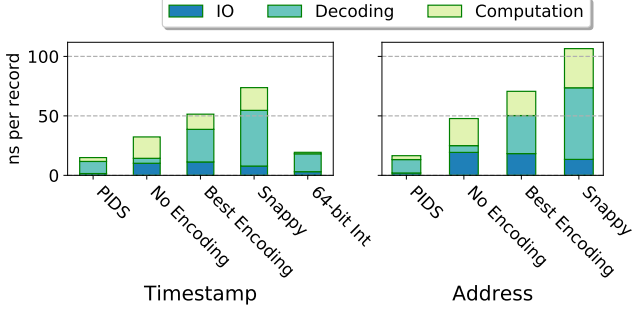 IO Decoding Computation
ns per record
100
50
0
PIDS
No Encoding
Best Encoding
Snappy
64-bit Int
PIDS
No Encoding
Best Encoding
Snappy
Timestamp
Address